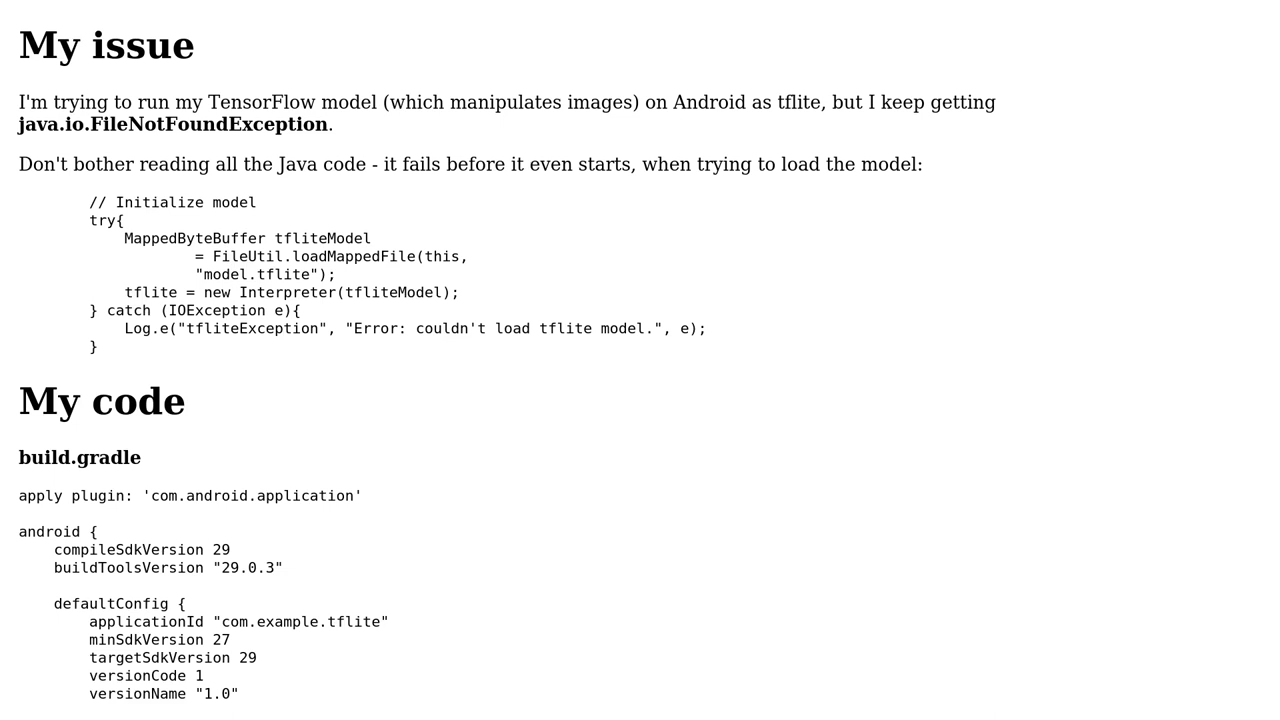 My issue
I'm trying to run my TensorFlow model (which manipulates images) on Android as tflite, but I keep getting
java.io.FileNotFoundException.
Don't bother reading all the Java code - it fails before it even starts, when trying to load the model:
// Initialize model
try{
MappedByteBuffer tfliteModel
= FileUtil.loadMappedFile(this,
"model.tflite");
tflite = new Interpreter(tfliteModel);
} catch (IOException e){
Log.e("tfliteException", "Error: couldn't load tflite model.", e);
}
My code
build.gradle
apply plugin: 'com.android.application'
android {
compileSdkVersion 29
buildToolsVersion "29.0.3"
defaultConfig {
applicationId "com.example.tflite"
minSdkVersion 27
targetSdkVersion 29
versionCode 1
versionName "1.0"